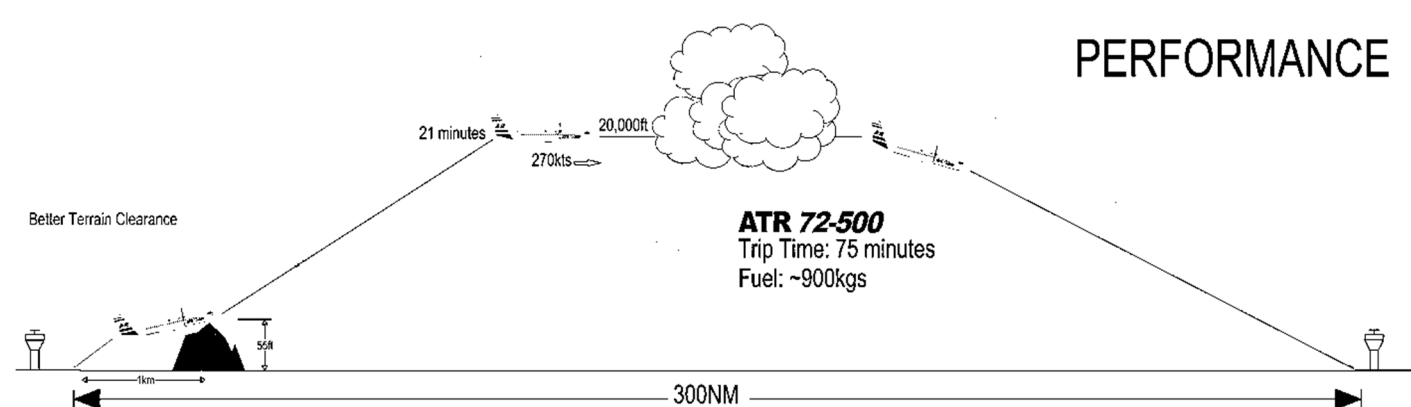 PERFORMANCE
21 minutes
20,000ft
270kts
Better Terrain Clearance
ATR 72-500
Trip Time: 75 minutes
Fuel: ~900kgs
55ft
1km
300NM